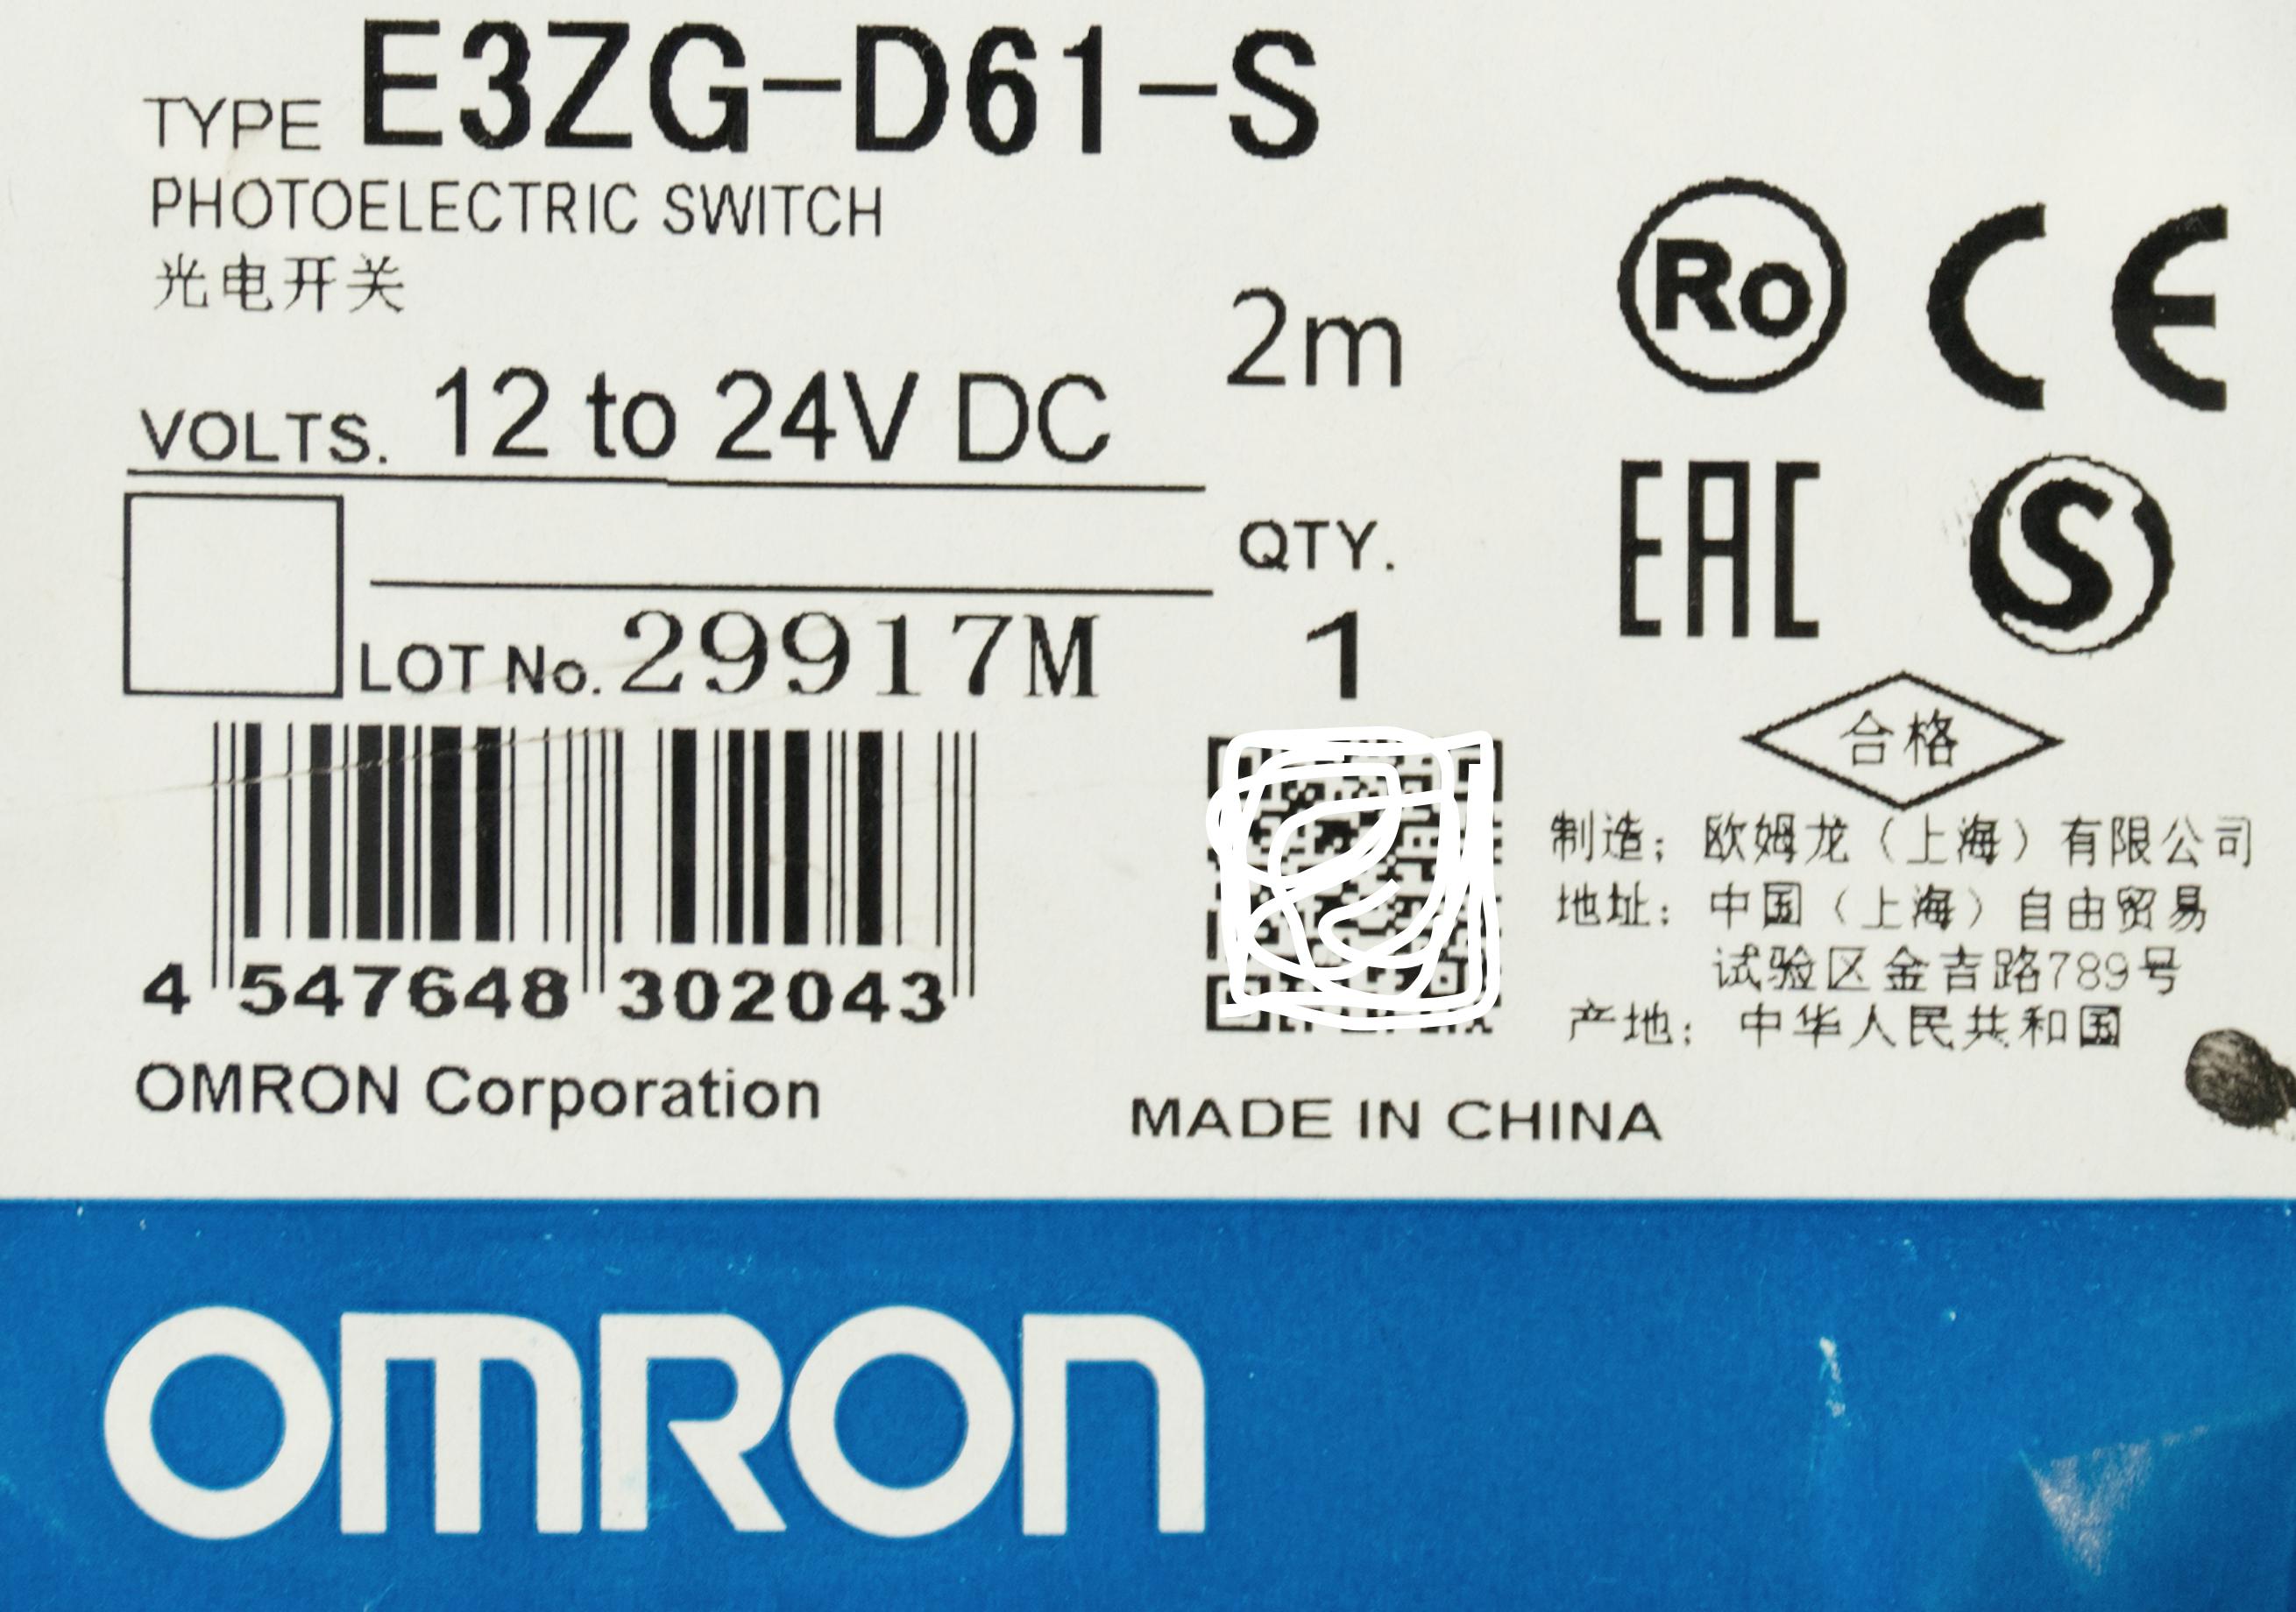 TYPE E3ZG-D61-S
PHOTOELECTRIC SWITCH
光电开关
2m
VOLTS. 12 to 24V DC
QTY.
1
LOT No. 29917M
4 547648 302043
OMRON Corporation
MADE IN CHINA
Ro CE
EAC S
合格
制造：欧姆龙（上海）有限公司
地址：中国（上海）自由贸易
试验区金吉路789号
产地：中华人民共和国
OMRON